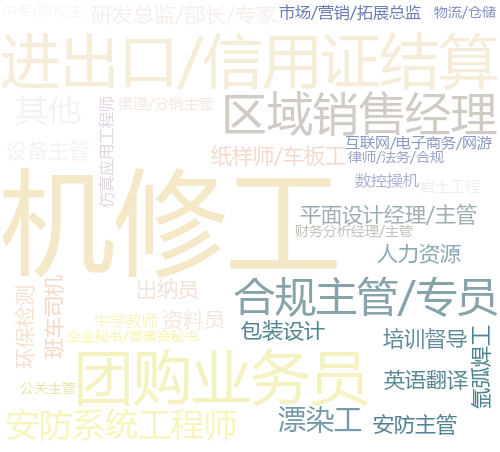 中专/职校生
研发总监/部长/专家
市场/营销/拓展总监
物流/仓储
进出口/信用证结算
其他
仿真应用工程师
渠道/分销主管
区域销售经理
设备主管
纸样师/车板工
互联网/电子商务/网游
律师/法务/合规
机修工
数控操机
岩土工程
平面设计经理/主管
财务分析经理/主管
人力资源
环保检测
班车司机
出纳员
合规主管/专员
中学教师
资料员
包装设计
企业秘书/董事会秘书
培训督导
氩弧焊工
团购业务员
公关主管
英语翻译
安防系统工程师
漂染工
安防主管